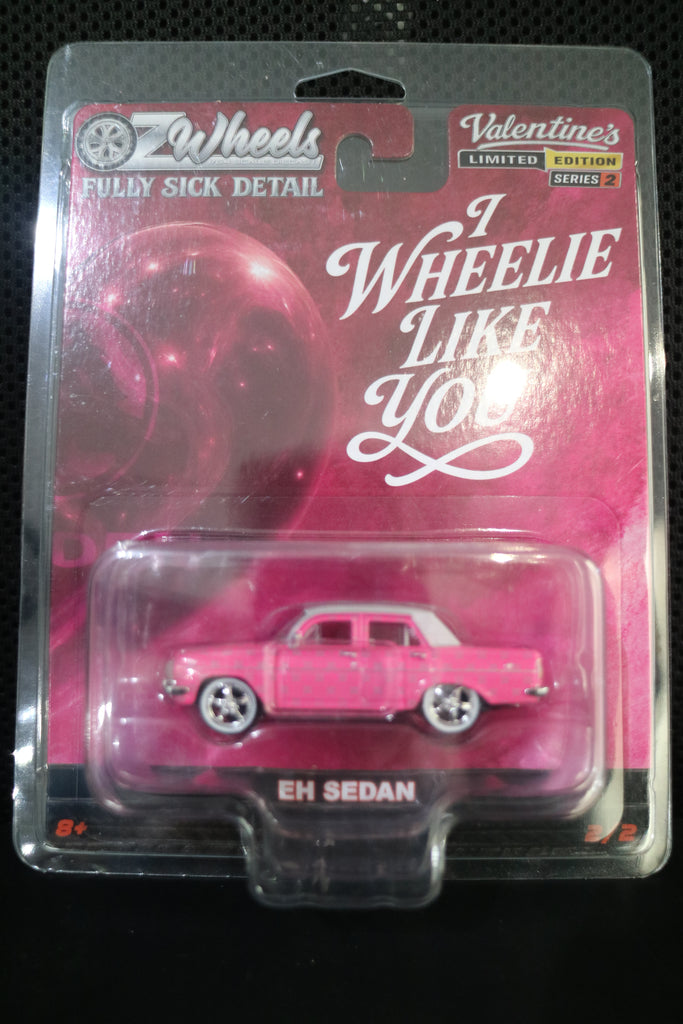 OZWheels
FULLY SICK DETAIL
Valentine's
LIMITED EDITION
SERIES 2
I
WHEELIE
LIKE
YOU
EH SEDAN
8+
2/2